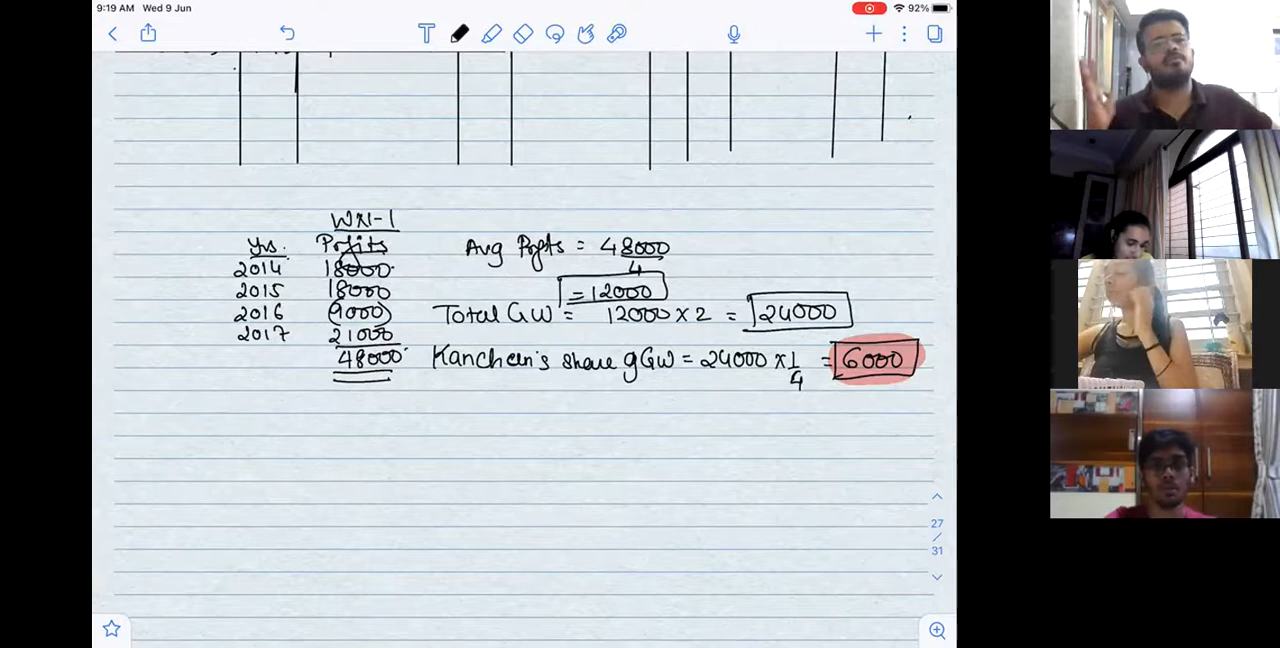 9:19 AM Wed 9 Jun
92%
T
WN-1
Yrs. Profits
2014 18000
2015 18000
2016 (9000)
2017 21000
48000
Avg Profts = 48000
4
= 12000
Total GW = 12000 × 2 = 24000
Kanchan's share g GW = 24000 × 1 = 6000
4
27
/
31